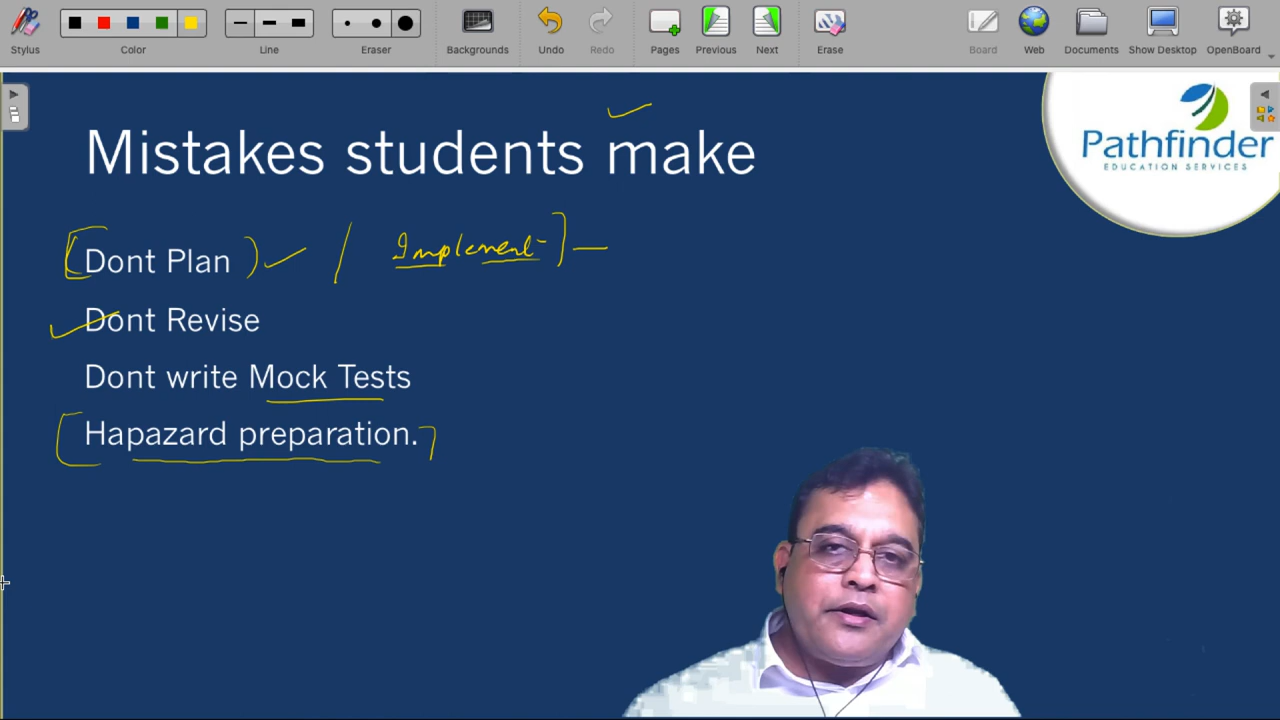 Stylus Color Line Eraser Backgrounds Undo Redo Pages Previous Next Erase Board Web Documents Show Desktop OpenBoard
Mistakes students make
Pathfinder
EDUCATION SERVICES
Dont Plan / Implement
Dont Revise
Dont write Mock Tests
Hapazard preparation.